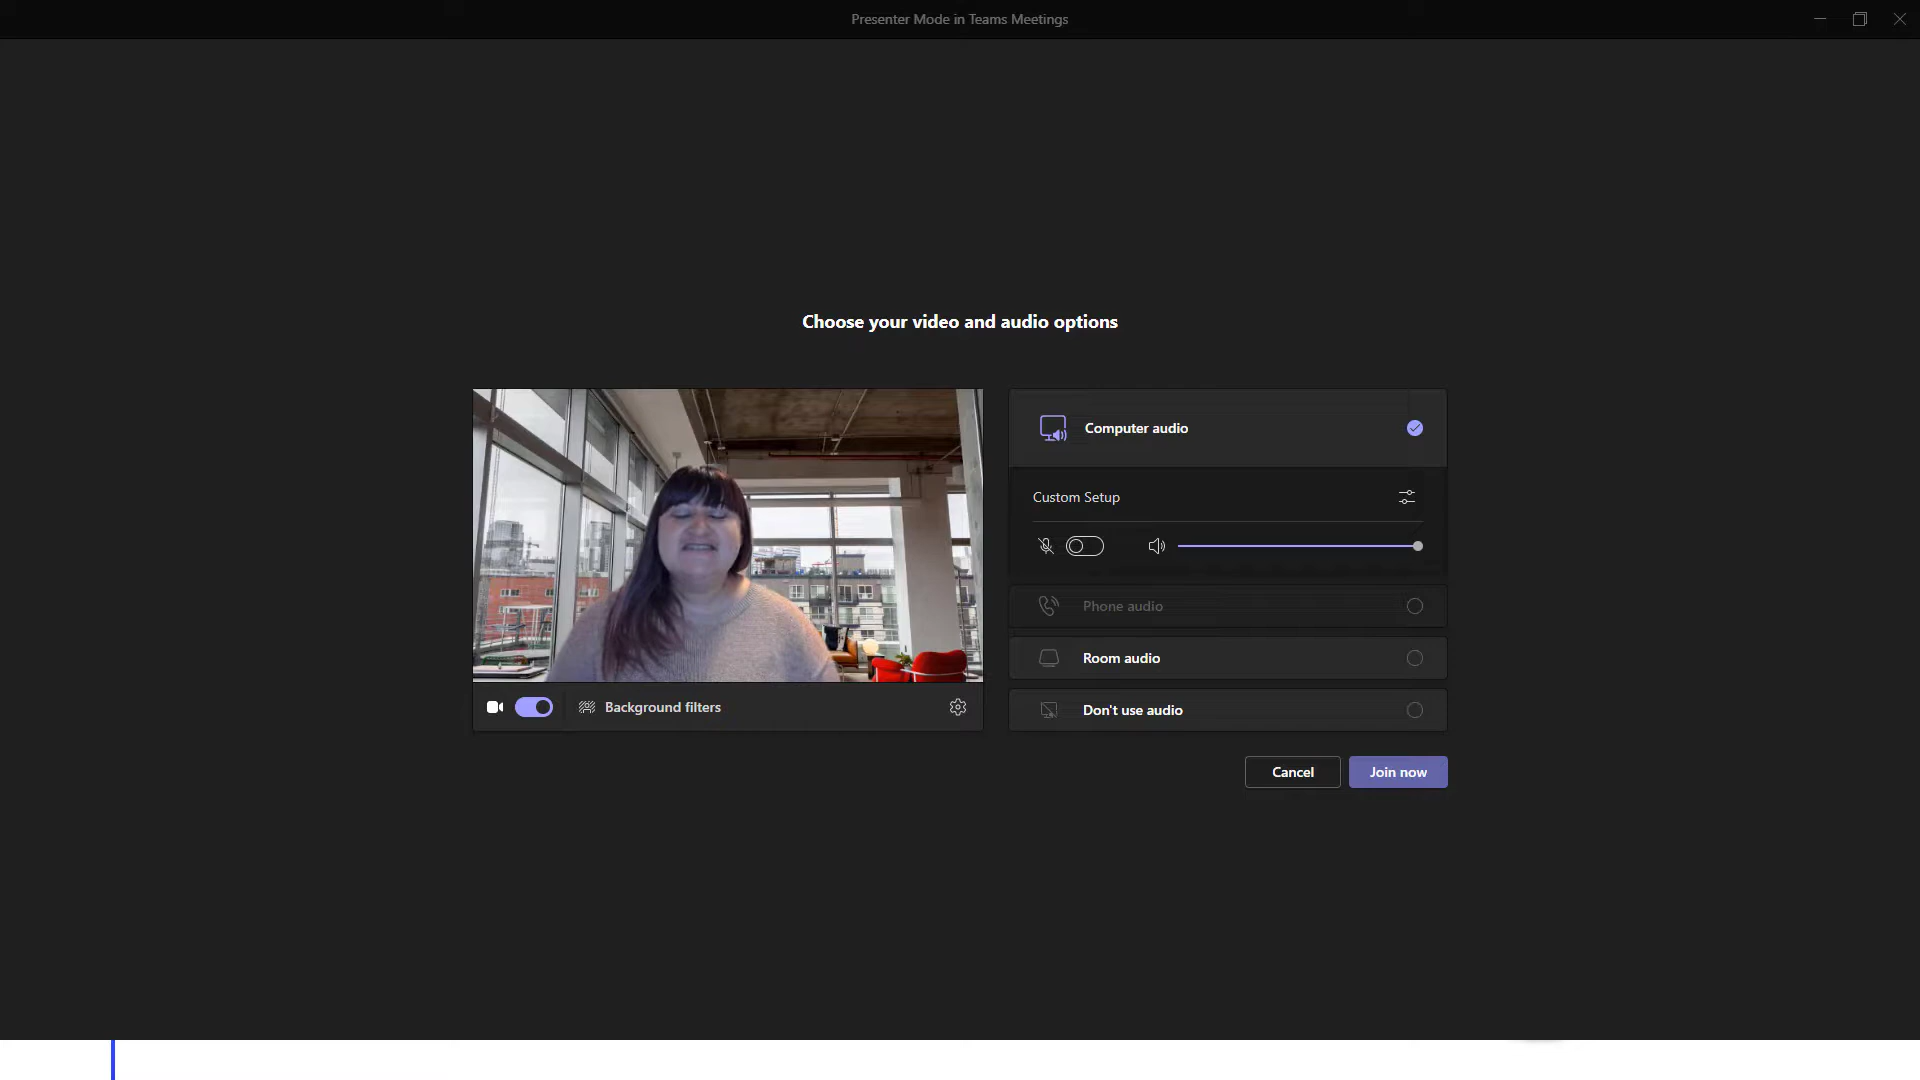 Presenter Mode in Teams Meetings
Choose your video and audio options
Computer audio
Custom Setup
Phone audio
Room audio
Background filters
Don't use audio
Cancel
Join now